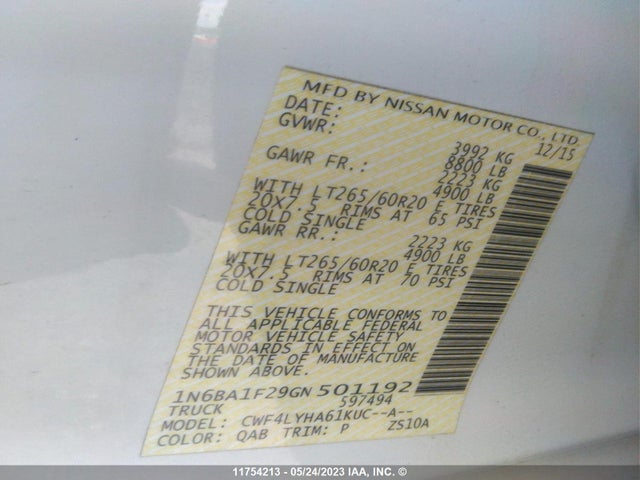 MFD BY NISSAN MOTOR CO., LTD.
DATE: 12/15
GVWR: 3992 KG
8800 LB
GAWR FR.: 2223 KG
4900 LB
WITH LT265/60R20 E TIRES
20X7.5 RIMS AT 65 PSI
COLD SINGLE
GAWR RR.: 2223 KG
4900 LB
WITH LT265/60R20 E TIRES
20X7.5 RIMS AT 70 PSI
COLD SINGLE
THIS VEHICLE CONFORMS TO
ALL APPLICABLE FEDERAL
MOTOR VEHICLE SAFETY
STANDARDS IN EFFECT ON
THE DATE OF MANUFACTURE
SHOWN ABOVE.
1N6BA1F29GN501192
TRUCK 597494
MODEL: CWF4LYHA61KUC--A--
COLOR: QAB TRIM: P ZS10A
11754213 - 05/24/2023 IAA, INC. ©